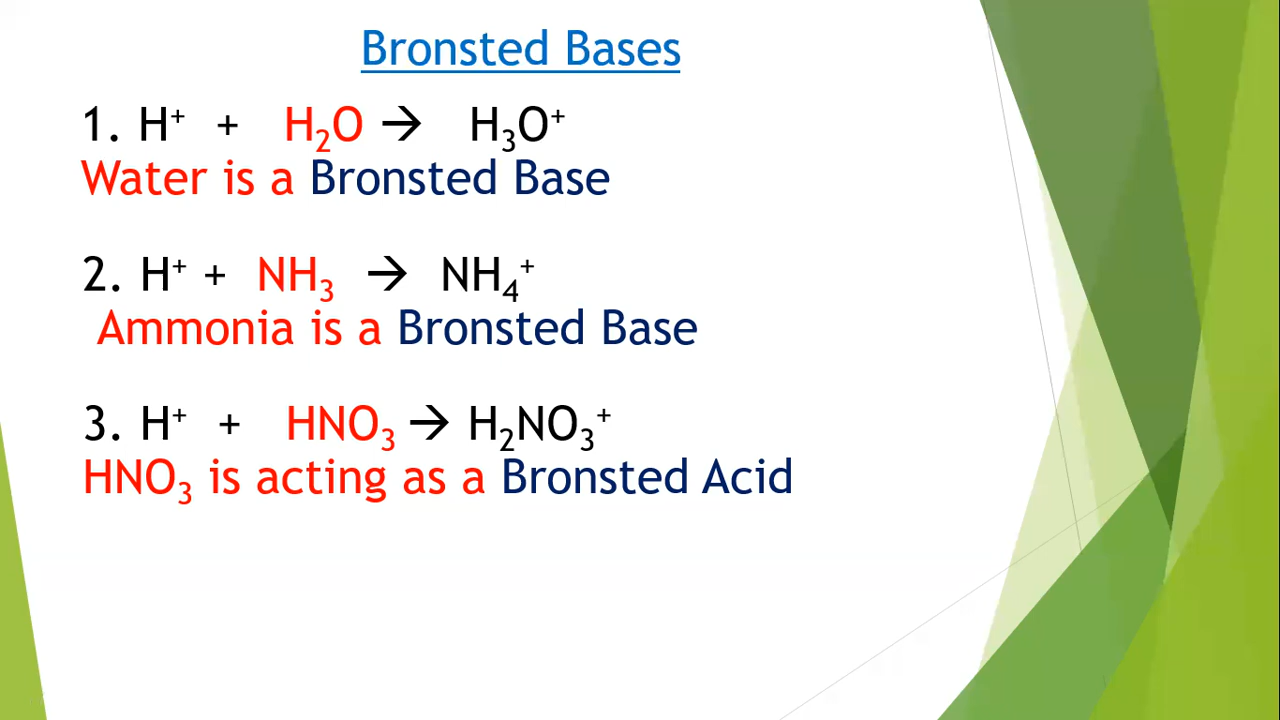 Bronsted Bases
1. H⁺ + H₂O → H₃O⁺
Water is a Bronsted Base
2. H⁺ + NH₃ → NH₄⁺
Ammonia is a Bronsted Base
3. H⁺ + HNO₃ → H₂NO₃⁺
HNO₃ is acting as a Bronsted Acid